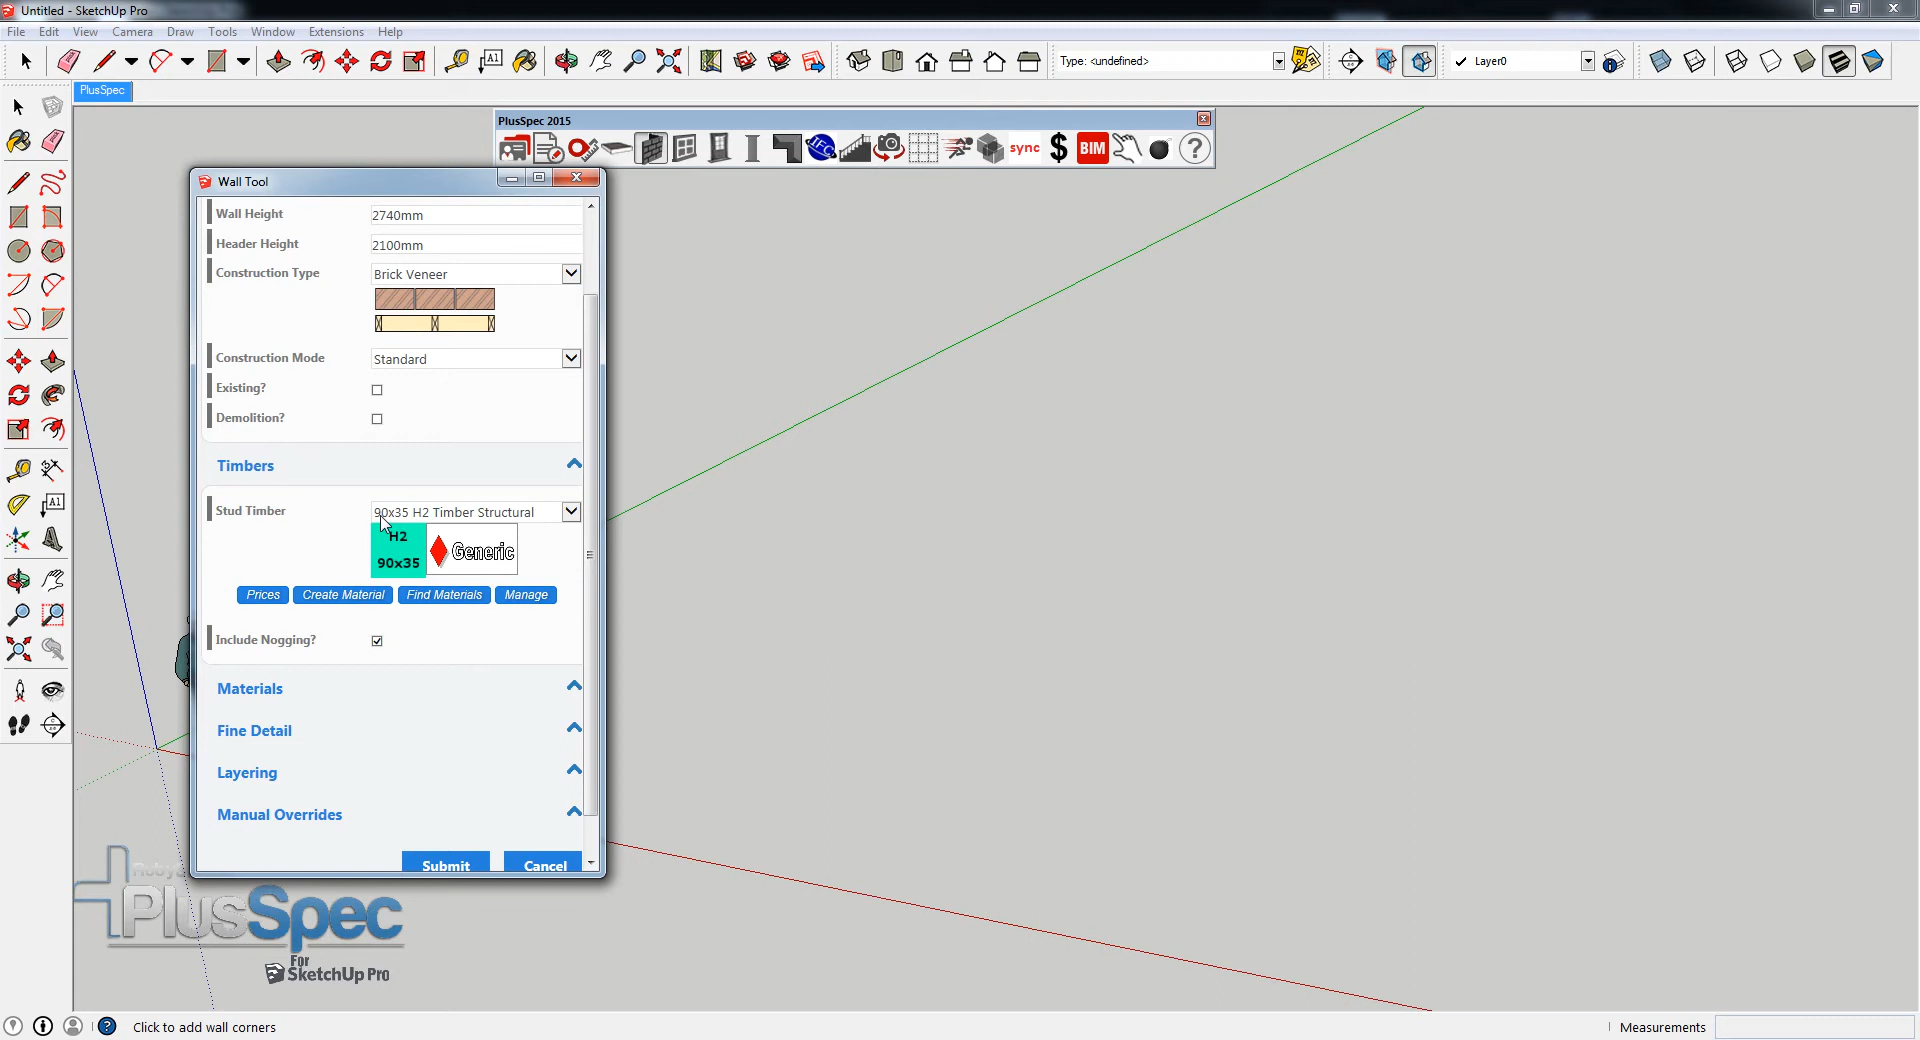 Untitled - SketchUp Pro
File Edit View Camera Draw Tools Window Extensions Help
A1
Type: <undefined>
Layer0
PlusSpec
PlusSpec 2015
IFC
sync
$
BIM
?
Wall Tool
Wall Height 2740mm
Header Height 2100mm
Construction Type Brick Veneer
Construction Mode Standard
Existing?
Demolition?
Timbers
Stud Timber 90x35 H2 Timber Structural
H2
90x35
Generic
Prices Create Material Find Materials Manage
Include Nogging?
Materials
Fine Detail
Layering
Manual Overrides
Submit Cancel
A1
PlusSpec
For
SketchUp Pro
Click to add wall corners
Measurements